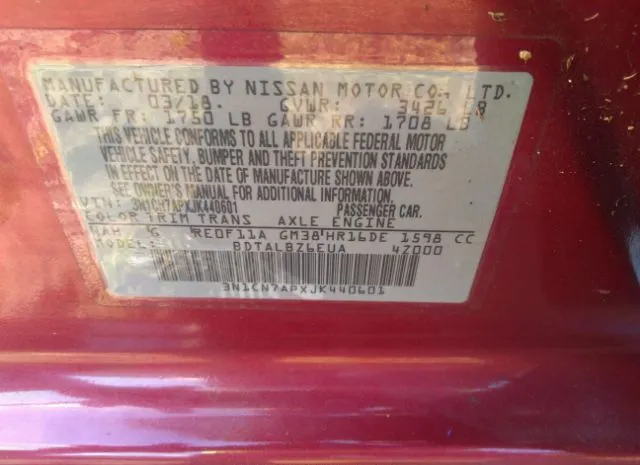 MANUFACTURED BY NISSAN MOTOR CO., LTD.
DATE: 03/18. GVWR: 3426 LB
GAWR FR: 1750 LB GAWR RR: 1708 LB
THIS VEHICLE CONFORMS TO ALL APPLICABLE FEDERAL MOTOR
VEHICLE SAFETY, BUMPER AND THEFT PREVENTION STANDARDS
IN EFFECT ON THE DATE OF MANUFACTURE SHOWN ABOVE.
SEE OWNER'S MANUAL FOR ADDITIONAL INFORMATION.
VIN: 3N1CN7APXJK440601 PASSENGER CAR.
COLOR TRIM TRANS AXLE ENGINE
NAH G RE0F11A GM38 HR16DE 1598 CC
MODEL: BDTALBZ6EUA 4Z000
3N1CN7APXJK440601